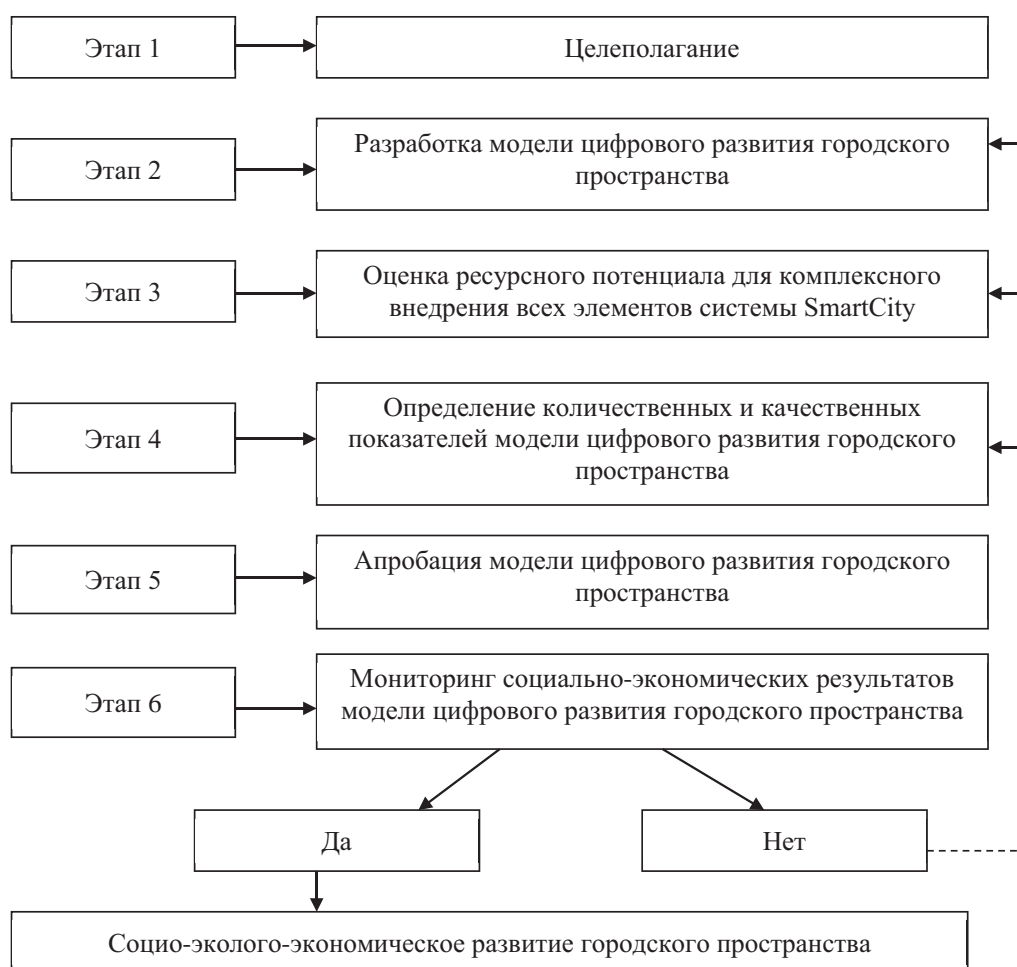 Этап 1
Целеполагание
Этап 2
Разработка модели цифрового развития городского
пространства
Этап 3
Оценка ресурсного потенциала для комплексного
внедрения всех элементов системы SmartCity
Этап 4
Определение количественных и качественных
показателей модели цифрового развития городского
пространства
Этап 5
Апробация модели цифрового развития городского
пространства
Этап 6
Мониторинг социально-экономических результатов
модели цифрового развития городского пространства
Да
Нет
Социо-эколого-экономическое развитие городского пространства